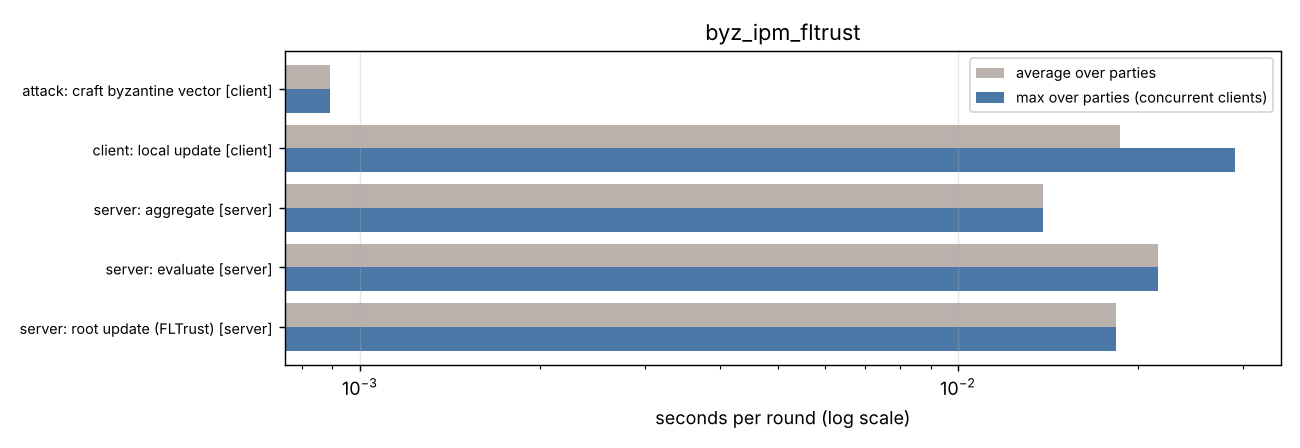 byz_ipm_fltrust
average over parties
max over parties (concurrent clients)
attack: craft byzantine vector [client]
client: local update [client]
server: aggregate [server]
server: evaluate [server]
server: root update (FLTrust) [server]
10⁻³
10⁻²
seconds per round (log scale)